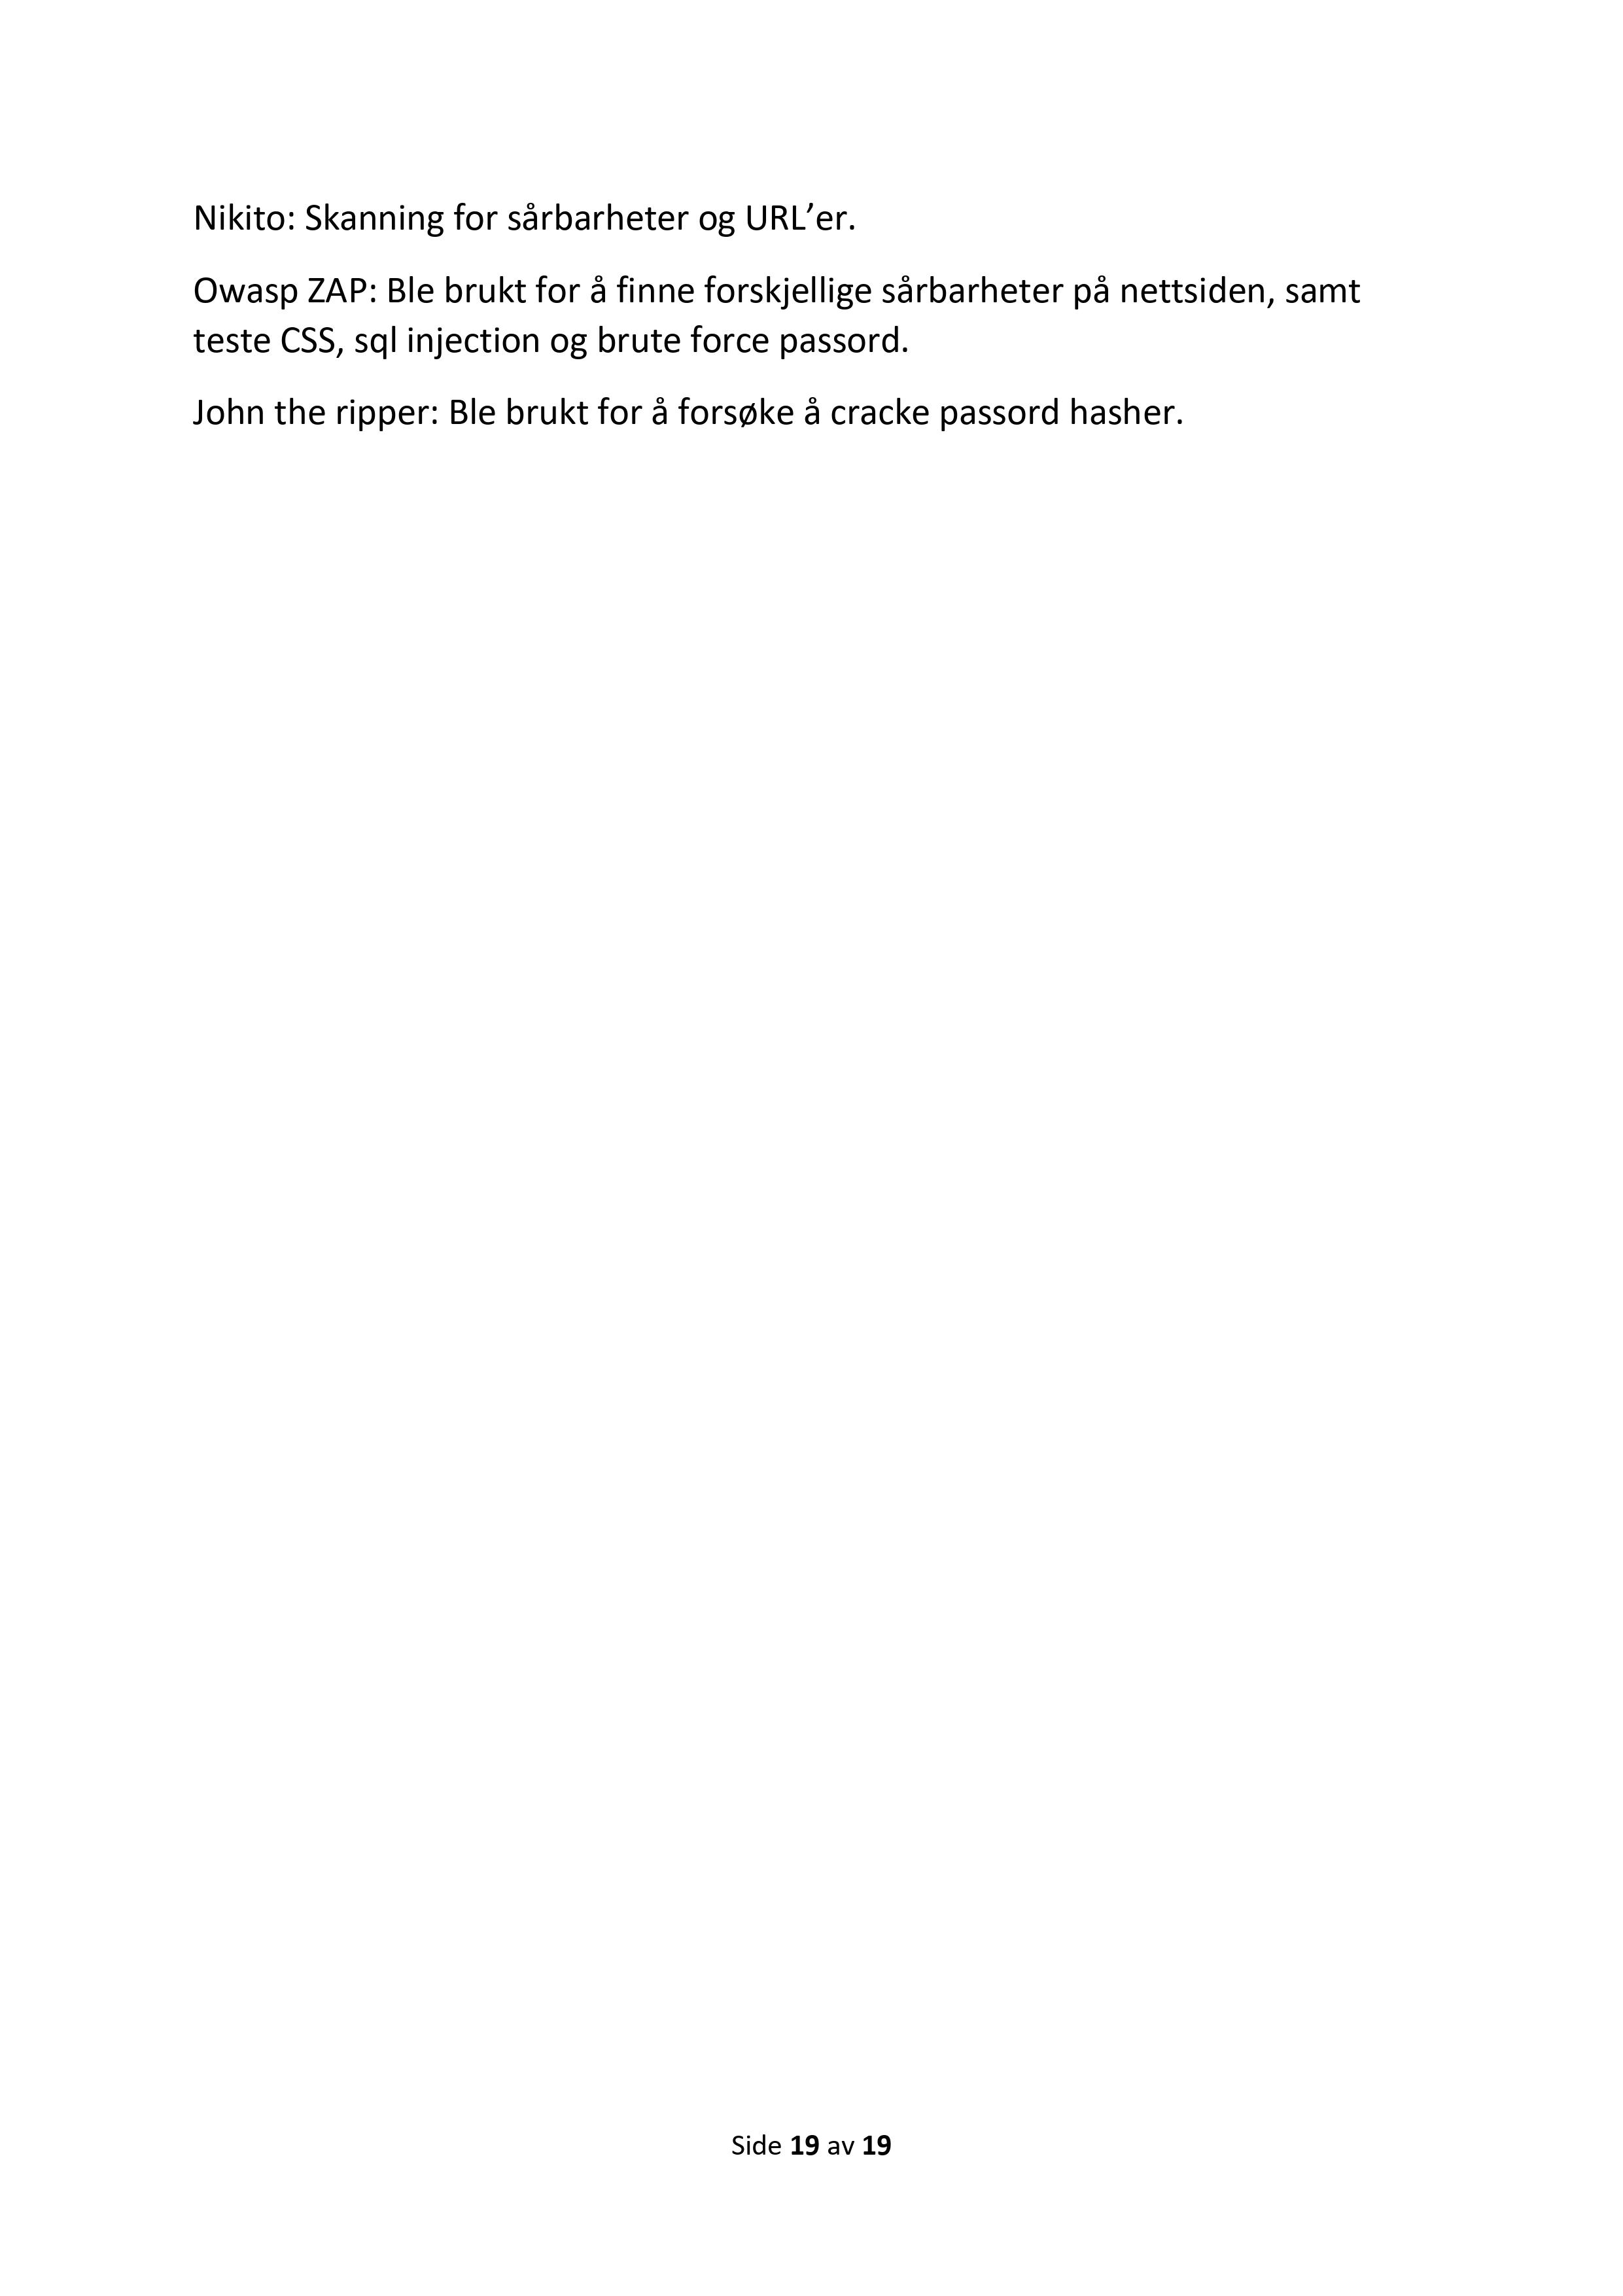 Nikito: Skanning for sårbarheter og URL’er.
Owasp ZAP: Ble brukt for å finne forskjellige sårbarheter på nettsiden, samt
teste CSS, sql injection og brute force passord.
John the ripper: Ble brukt for å forsøke å cracke passord hasher.
Side 19 av 19